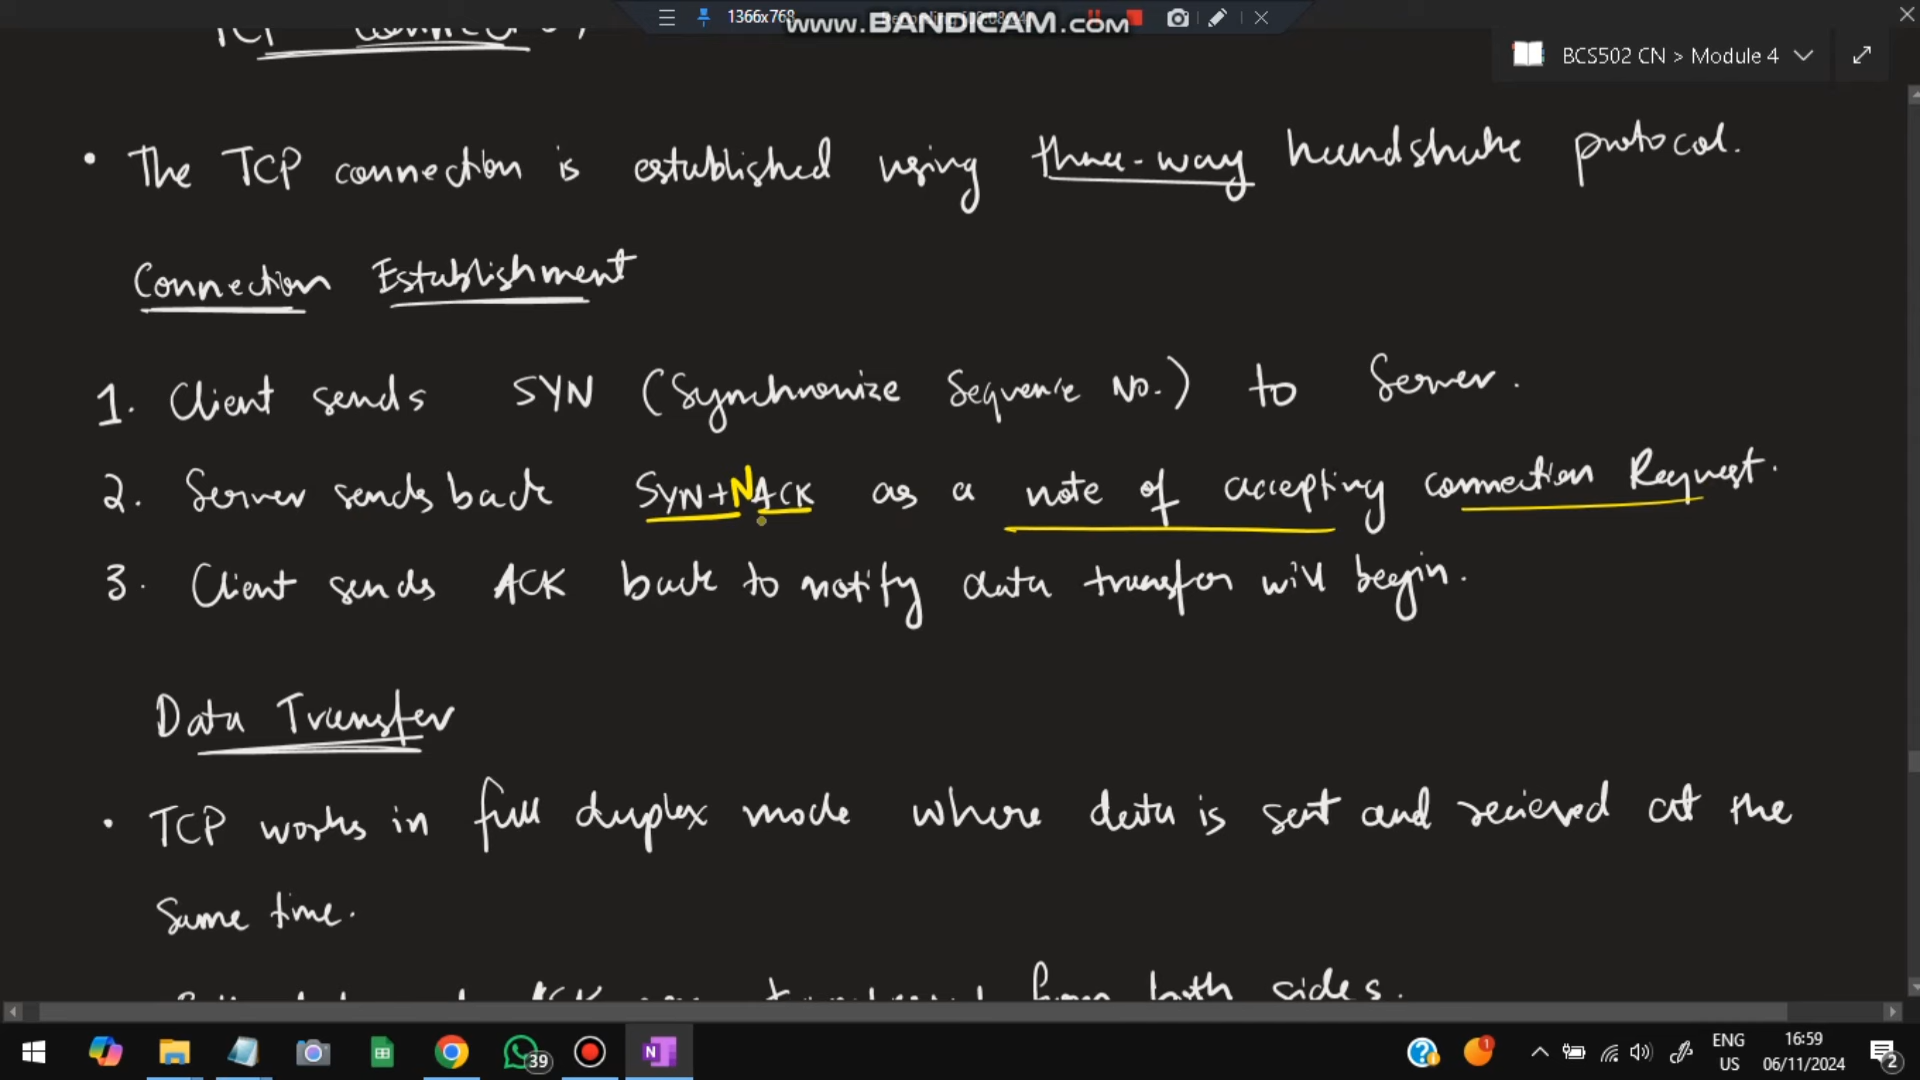 1366x768
www.BANDICAM.com
BCS502 CN > Module 4
• The TCP connection is established using three-way handshake protocol.
Connection Establishment
1. Client sends SYN (Synchronize Sequence No.) to Server.
2. Server sends back SYN+NACK as a note of accepting connection Request.
3. Client sends ACK back to notify data transfer will begin.
Data Transfer
• TCP works in full duplex mode where data is sent and recieved at the
same time.
ACK from both sides.
39
ENG
US
16:59
06/11/2024
2
1